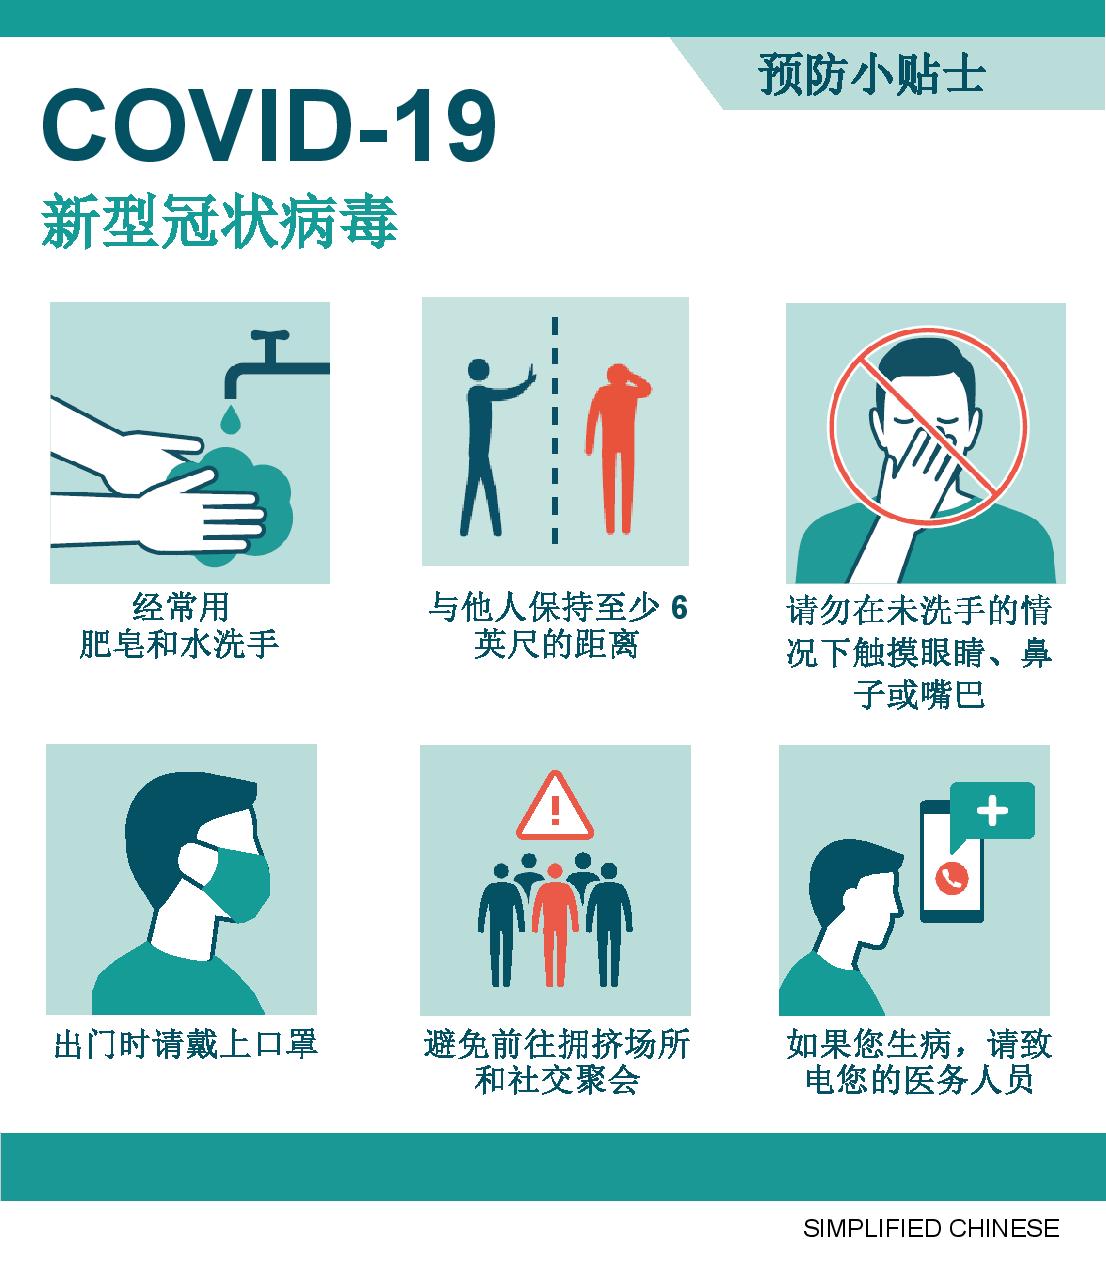 预防小贴士
COVID-19
新型冠状病毒
经常用
肥皂和水洗手
与他人保持至少 6
英尺的距离
请勿在未洗手的情
况下触摸眼睛、鼻
子或嘴巴
出门时请戴上口罩
避免前往拥挤场所
和社交聚会
如果您生病，请致
电您的医务人员
SIMPLIFIED CHINESE